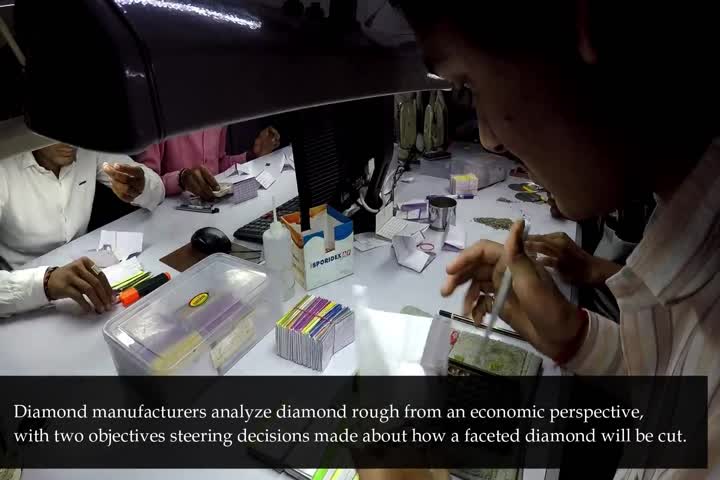 SPORIDEX AF
Diamond manufacturers analyze diamond rough from an economic perspective,
with two objectives steering decisions made about how a faceted diamond will be cut.